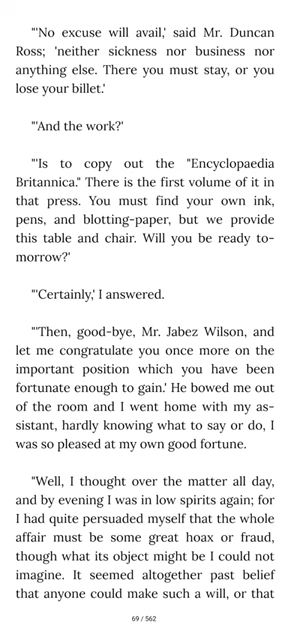 "'No excuse will avail,' said Mr. Duncan
Ross; 'neither sickness nor business nor
anything else. There you must stay, or you
lose your billet.'
"'And the work?'
"'Is to copy out the "Encyclopaedia
Britannica." There is the first volume of it in
that press. You must find your own ink,
pens, and blotting-paper, but we provide
this table and chair. Will you be ready to-
morrow?'
"'Certainly,' I answered.
"'Then, good-bye, Mr. Jabez Wilson, and
let me congratulate you once more on the
important position which you have been
fortunate enough to gain.' He bowed me out
of the room and I went home with my as-
sistant, hardly knowing what to say or do, I
was so pleased at my own good fortune.
"Well, I thought over the matter all day,
and by evening I was in low spirits again; for
I had quite persuaded myself that the whole
affair must be some great hoax or fraud,
though what its object might be I could not
imagine. It seemed altogether past belief
that anyone could make such a will, or that
69 / 562